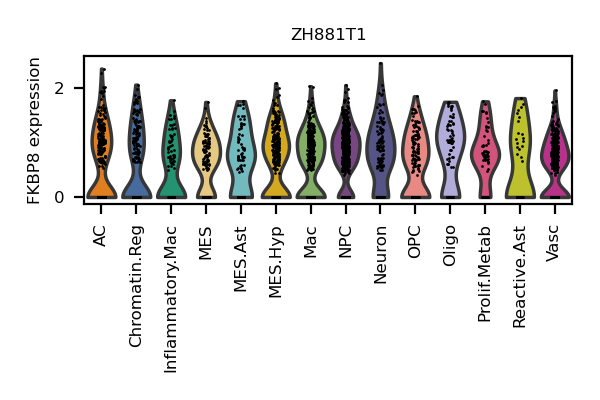 ZH881T1
FKBP8 expression
2
0
AC
Chromatin.Reg
Inflammatory.Mac
MES
MES.Ast
MES.Hyp
Mac
NPC
Neuron
OPC
Oligo
Prolif.Metab
Reactive.Ast
Vasc